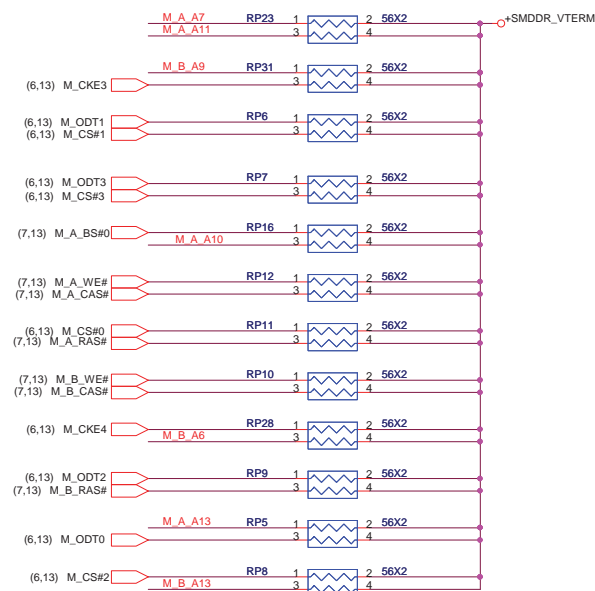 M_A_A7 RP23 1 2 56X2 +SMDDR_VTERM
M_A_A11 3 4
M_B_A9 RP31 1 2 56X2
(6,13) M_CKE3 3 4
(6,13) M_ODT1 RP6 1 2 56X2
(6,13) M_CS#1 3 4
(6,13) M_ODT3 RP7 1 2 56X2
(6,13) M_CS#3 3 4
(7,13) M_A_BS#0 RP16 1 2 56X2
M_A_A10 3 4
(7,13) M_A_WE# RP12 1 2 56X2
(7,13) M_A_CAS# 3 4
(6,13) M_CS#0 RP11 1 2 56X2
(7,13) M_A_RAS# 3 4
(7,13) M_B_WE# RP10 1 2 56X2
(7,13) M_B_CAS# 3 4
(6,13) M_CKE4 RP28 1 2 56X2
M_B_A6 3 4
(6,13) M_ODT2 RP9 1 2 56X2
(7,13) M_B_RAS# 3 4
M_A_A13 RP5 1 2 56X2
(6,13) M_ODT0 3 4
(6,13) M_CS#2 RP8 1 2 56X2
M_B_A13 3 4